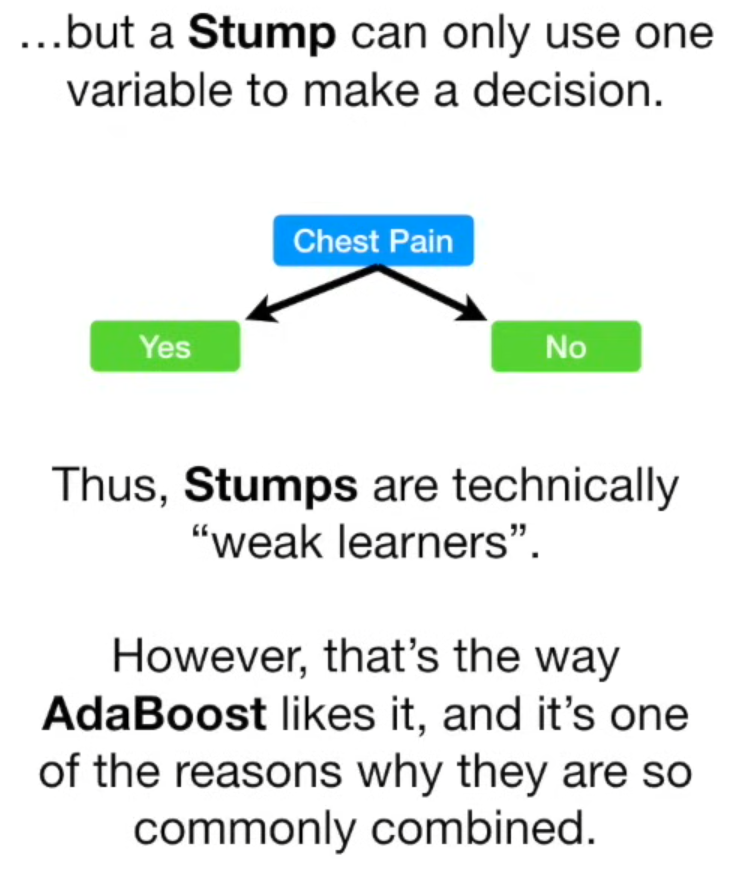 ...but a Stump can only use one
variable to make a decision.
Chest Pain
Yes
No
Thus, Stumps are technically
“weak learners”.
However, that’s the way
AdaBoost likes it, and it’s one
of the reasons why they are so
commonly combined.